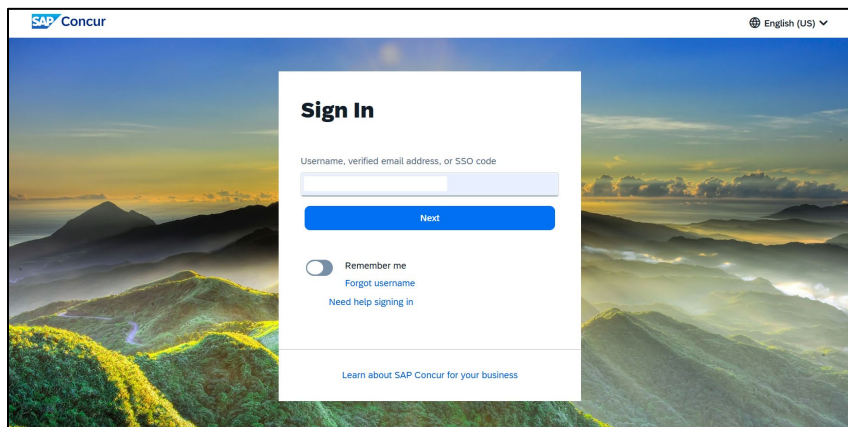 SAP Concur
English (US)
Sign In
Username, verified email address, or SSO code
Next
Remember me
Forgot username
Need help signing in
Learn about SAP Concur for your business